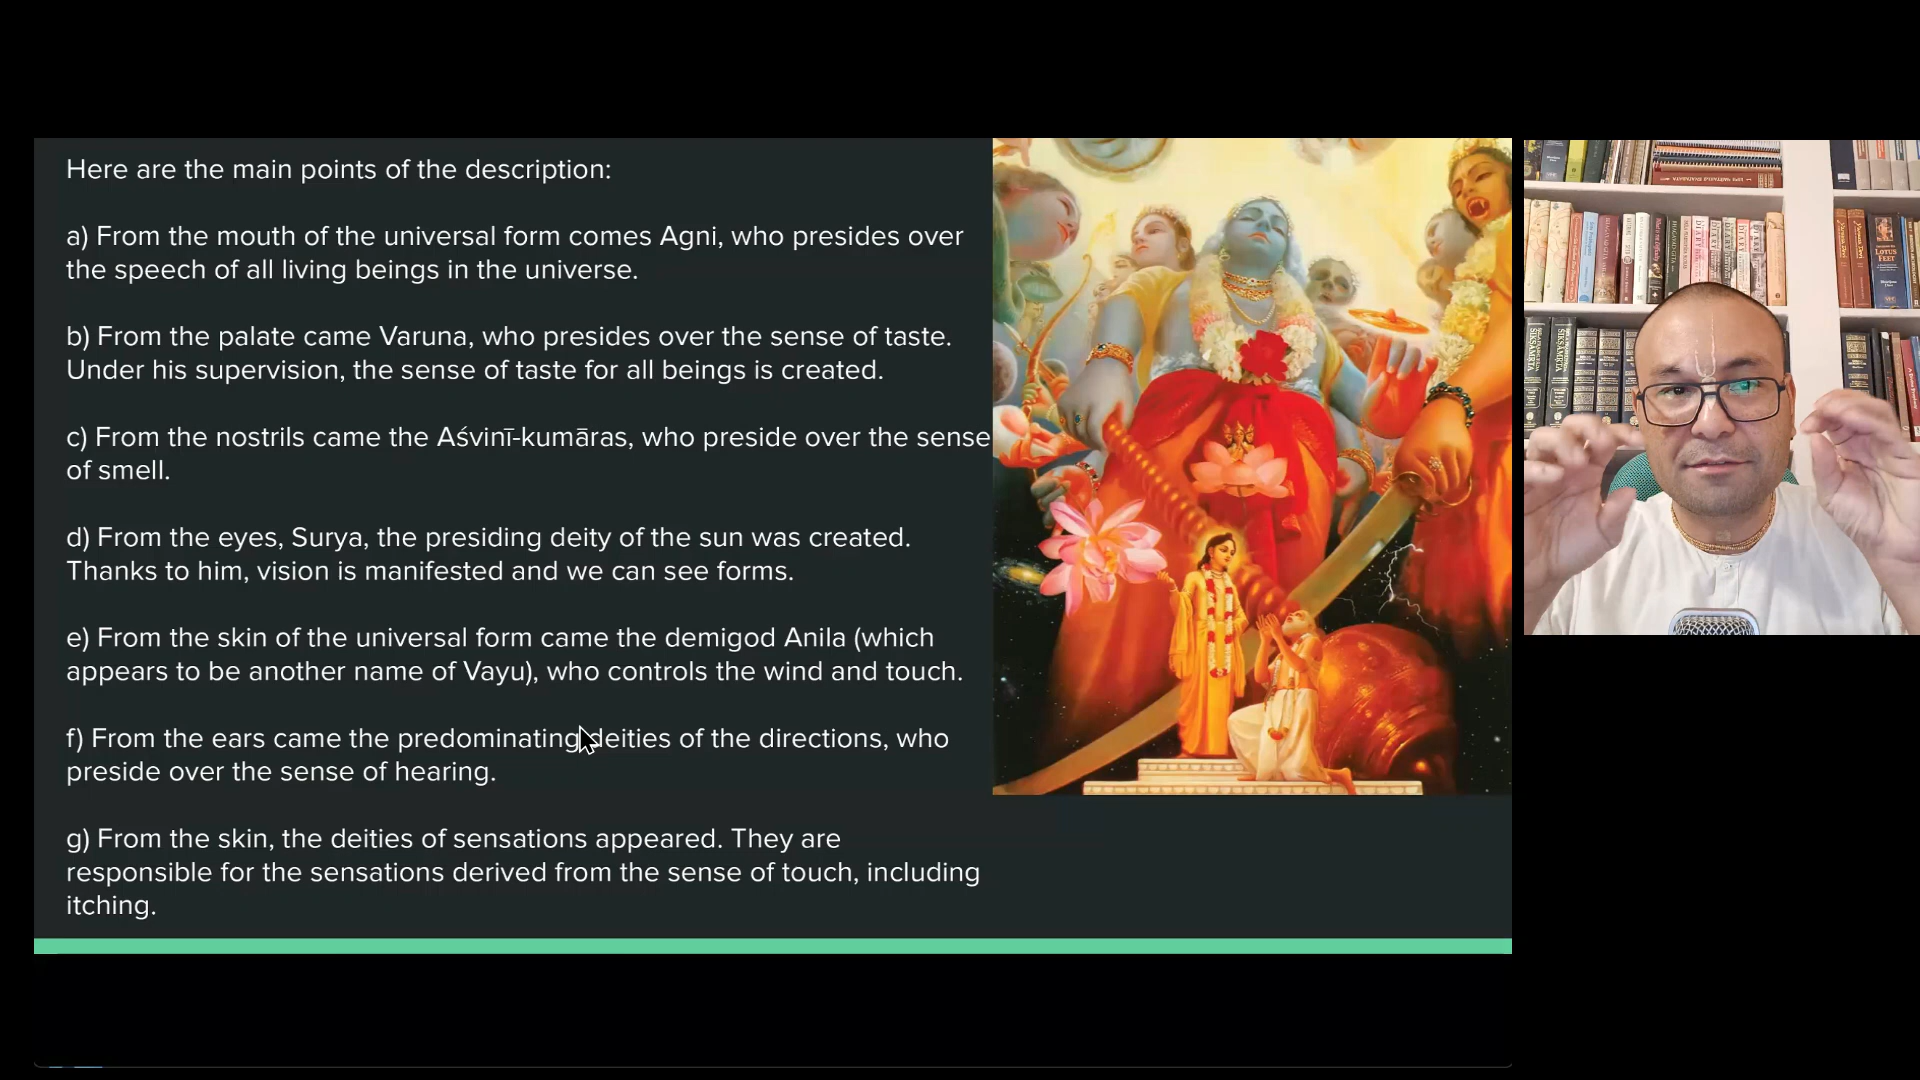 Here are the main points of the description:
a) From the mouth of the universal form comes Agni, who presides over
the speech of all living beings in the universe.
b) From the palate came Varuna, who presides over the sense of taste.
Under his supervision, the sense of taste for all beings is created.
c) From the nostrils came the Aśvinī-kumāras, who preside over the sense
of smell.
d) From the eyes, Surya, the presiding deity of the sun was created.
Thanks to him, vision is manifested and we can see forms.
e) From the skin of the universal form came the demigod Anila (which
appears to be another name of Vayu), who controls the wind and touch.
f) From the ears came the predominating deities of the directions, who
preside over the sense of hearing.
g) From the skin, the deities of sensations appeared. They are
responsible for the sensations derived from the sense of touch, including
itching.
LOTUS
FEET
DIARY
DIARY